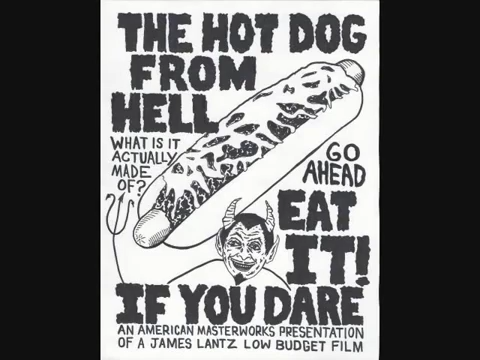 THE HOT DOG
FROM
HELL
WHAT IS IT
ACTUALLY
MADE
OF?
GO
AHEAD
EAT
IT!
IF YOU DARE
AN AMERICAN MASTERWORKS PRESENTATION
OF A JAMES LANTZ LOW BUDGET FILM